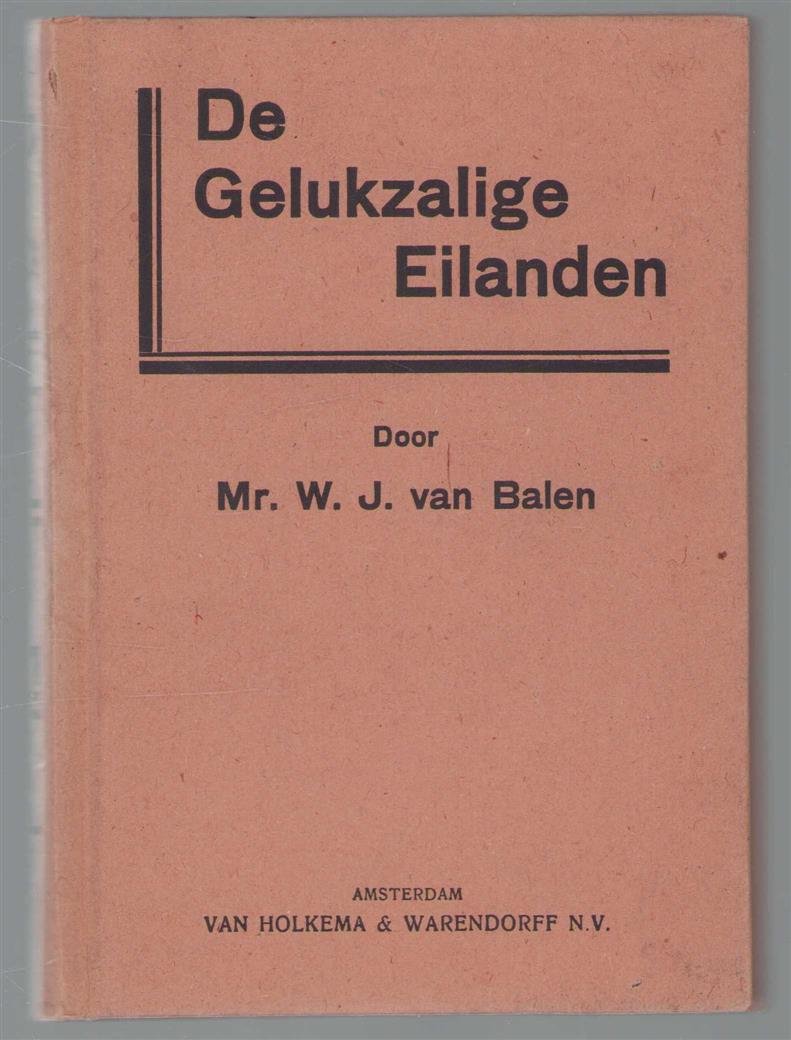 De
Gelukzalige
Eilanden
Door
Mr. W. J. van Balen
AMSTERDAM
VAN HOLKEMA & WARENDORFF N.V.